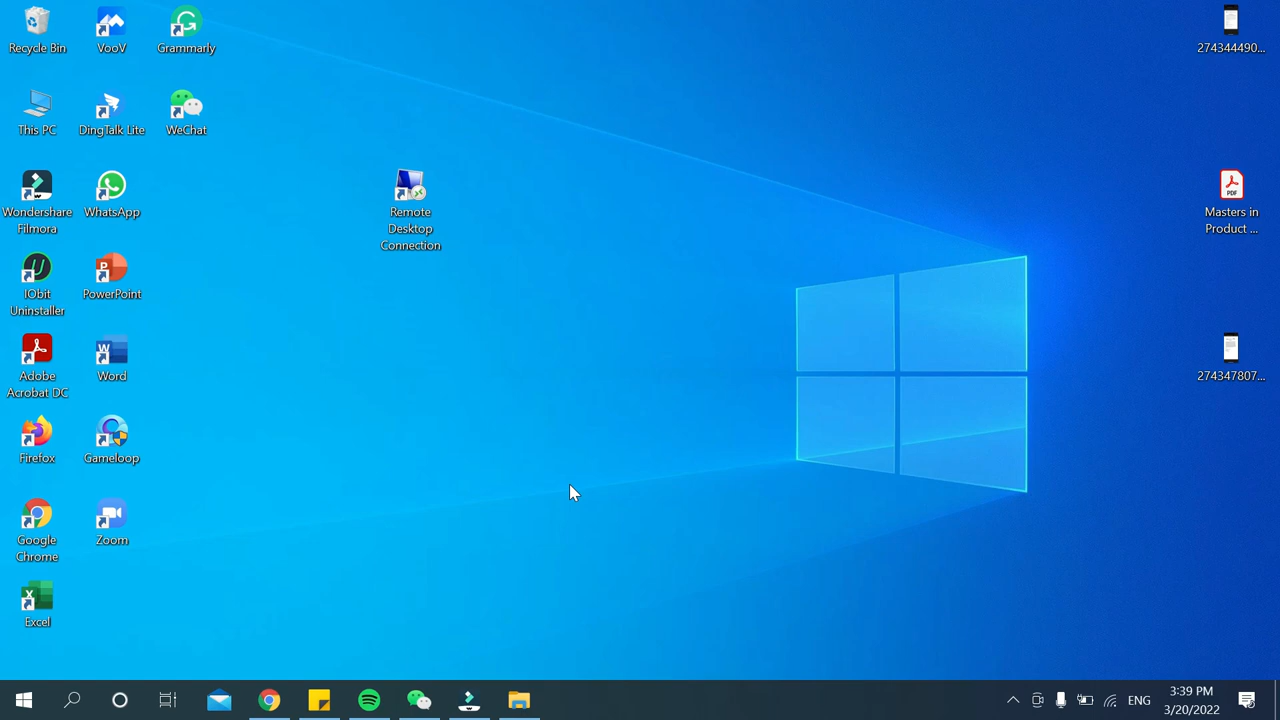 Recycle Bin
VooV
Grammarly
274344490...
This PC
DingTalk Lite
WeChat
Wondershare
Filmora
WhatsApp
Remote
Desktop
Connection
PDF
Masters in
Product ...
IObit
Uninstaller
PowerPoint
Adobe
Acrobat DC
Word
274347807...
Firefox
Gameloop
Google
Chrome
Zoom
Excel
ENG
3:39 PM
3/20/2022